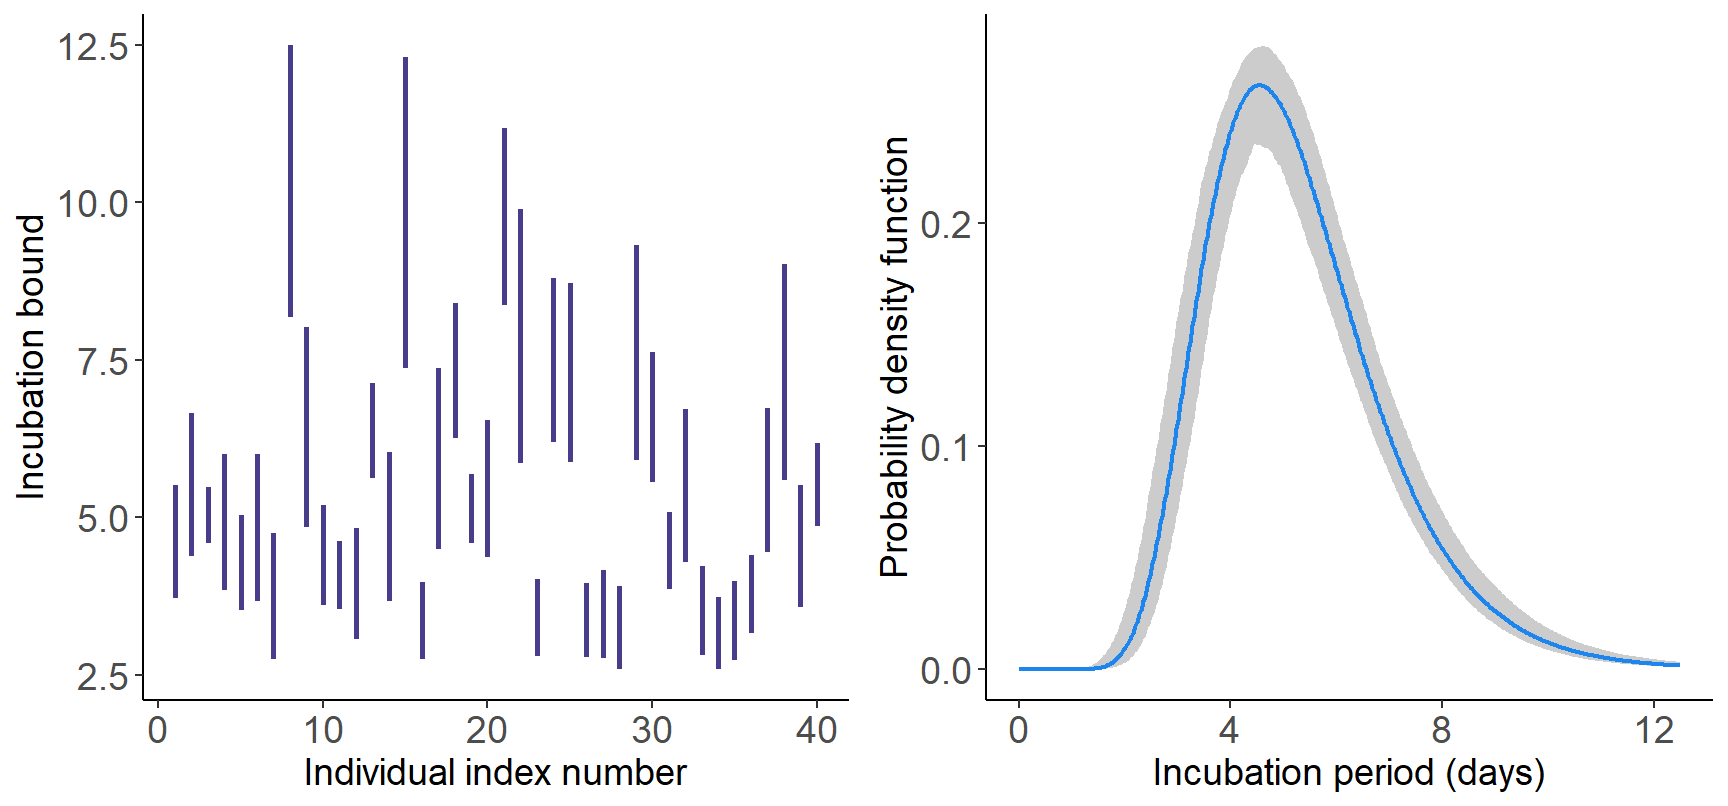 Incubation bound
12.5
10.0
7.5
5.0
2.5
0 10 20 30 40
Individual index number
Probability density function
0.2
0.1
0.0
0 4 8 12
Incubation period (days)